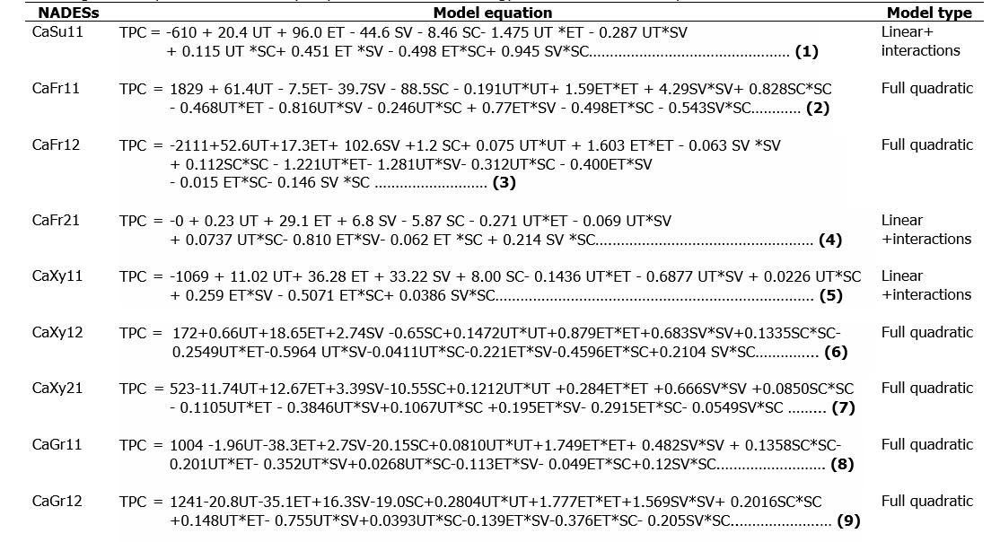 NADESs Model equation Model type
CaSu11 TPC = -610 + 20.4 UT + 96.0 ET - 44.6 SV - 8.46 SC- 1.475 UT *ET - 0.287 UT*SV Linear+
+ 0.115 UT *SC+ 0.451 ET *SV - 0.498 ET*SC+ 0.945 SV*SC................................................ (1) interactions
CaFr11 TPC = 1829 + 61.4UT - 7.5ET- 39.7SV - 88.5SC - 0.191UT*UT+ 1.59ET*ET + 4.29SV*SV+ 0.828SC*SC Full quadratic
- 0.468UT*ET - 0.816UT*SV - 0.246UT*SC + 0.77ET*SV - 0.498ET*SC - 0.543SV*SC............ (2)
CaFr12 TPC = -2111+52.6UT+17.3ET+ 102.6SV +1.2 SC+ 0.075 UT*UT + 1.603 ET*ET - 0.063 SV *SV Full quadratic
+ 0.112SC*SC - 1.221UT*ET- 1.281UT*SV- 0.312UT*SC - 0.400ET*SV
- 0.015 ET*SC- 0.146 SV *SC ........................... (3)
CaFr21 TPC = -0 + 0.23 UT + 29.1 ET + 6.8 SV - 5.87 SC - 0.271 UT*ET - 0.069 UT*SV Linear
+ 0.0737 UT*SC- 0.810 ET*SV- 0.062 ET *SC + 0.214 SV *SC.................................................... (4) +interactions
CaXy11 TPC = -1069 + 11.02 UT+ 36.28 ET + 33.22 SV + 8.00 SC- 0.1436 UT*ET - 0.6877 UT*SV + 0.0226 UT*SC Linear
+ 0.259 ET*SV - 0.5071 ET*SC+ 0.0386 SV*SC............................................................................ (5) +interactions
CaXy12 TPC = 172+0.66UT+18.65ET+2.74SV -0.65SC+0.1472UT*UT+0.879ET*ET+0.683SV*SV+0.1335SC*SC- Full quadratic
0.2549UT*ET-0.5964 UT*SV-0.0411UT*SC-0.221ET*SV-0.4596ET*SC+0.2104 SV*SC............... (6)
CaXy21 TPC = 523-11.74UT+12.67ET+3.39SV-10.55SC+0.1212UT*UT +0.284ET*ET +0.666SV*SV +0.0850SC*SC Full quadratic
- 0.1105UT*ET - 0.3846UT*SV+0.1067UT*SC +0.195ET*SV- 0.2915ET*SC- 0.0549SV*SC ......... (7)
CaGr11 TPC = 1004 -1.96UT-38.3ET+2.7SV-20.15SC+0.0810UT*UT+1.749ET*ET+ 0.482SV*SV + 0.1358SC*SC- Full quadratic
0.201UT*ET- 0.352UT*SV+0.0268UT*SC-0.113ET*SV- 0.049ET*SC+0.12SV*SC.......................... (8)
CaGr12 TPC = 1241-20.8UT-35.1ET+16.3SV-19.0SC+0.2804UT*UT+1.777ET*ET+1.569SV*SV+ 0.2016SC*SC Full quadratic
+0.148UT*ET- 0.755UT*SV+0.0393UT*SC-0.139ET*SV-0.376ET*SC- 0.205SV*SC........................ (9)